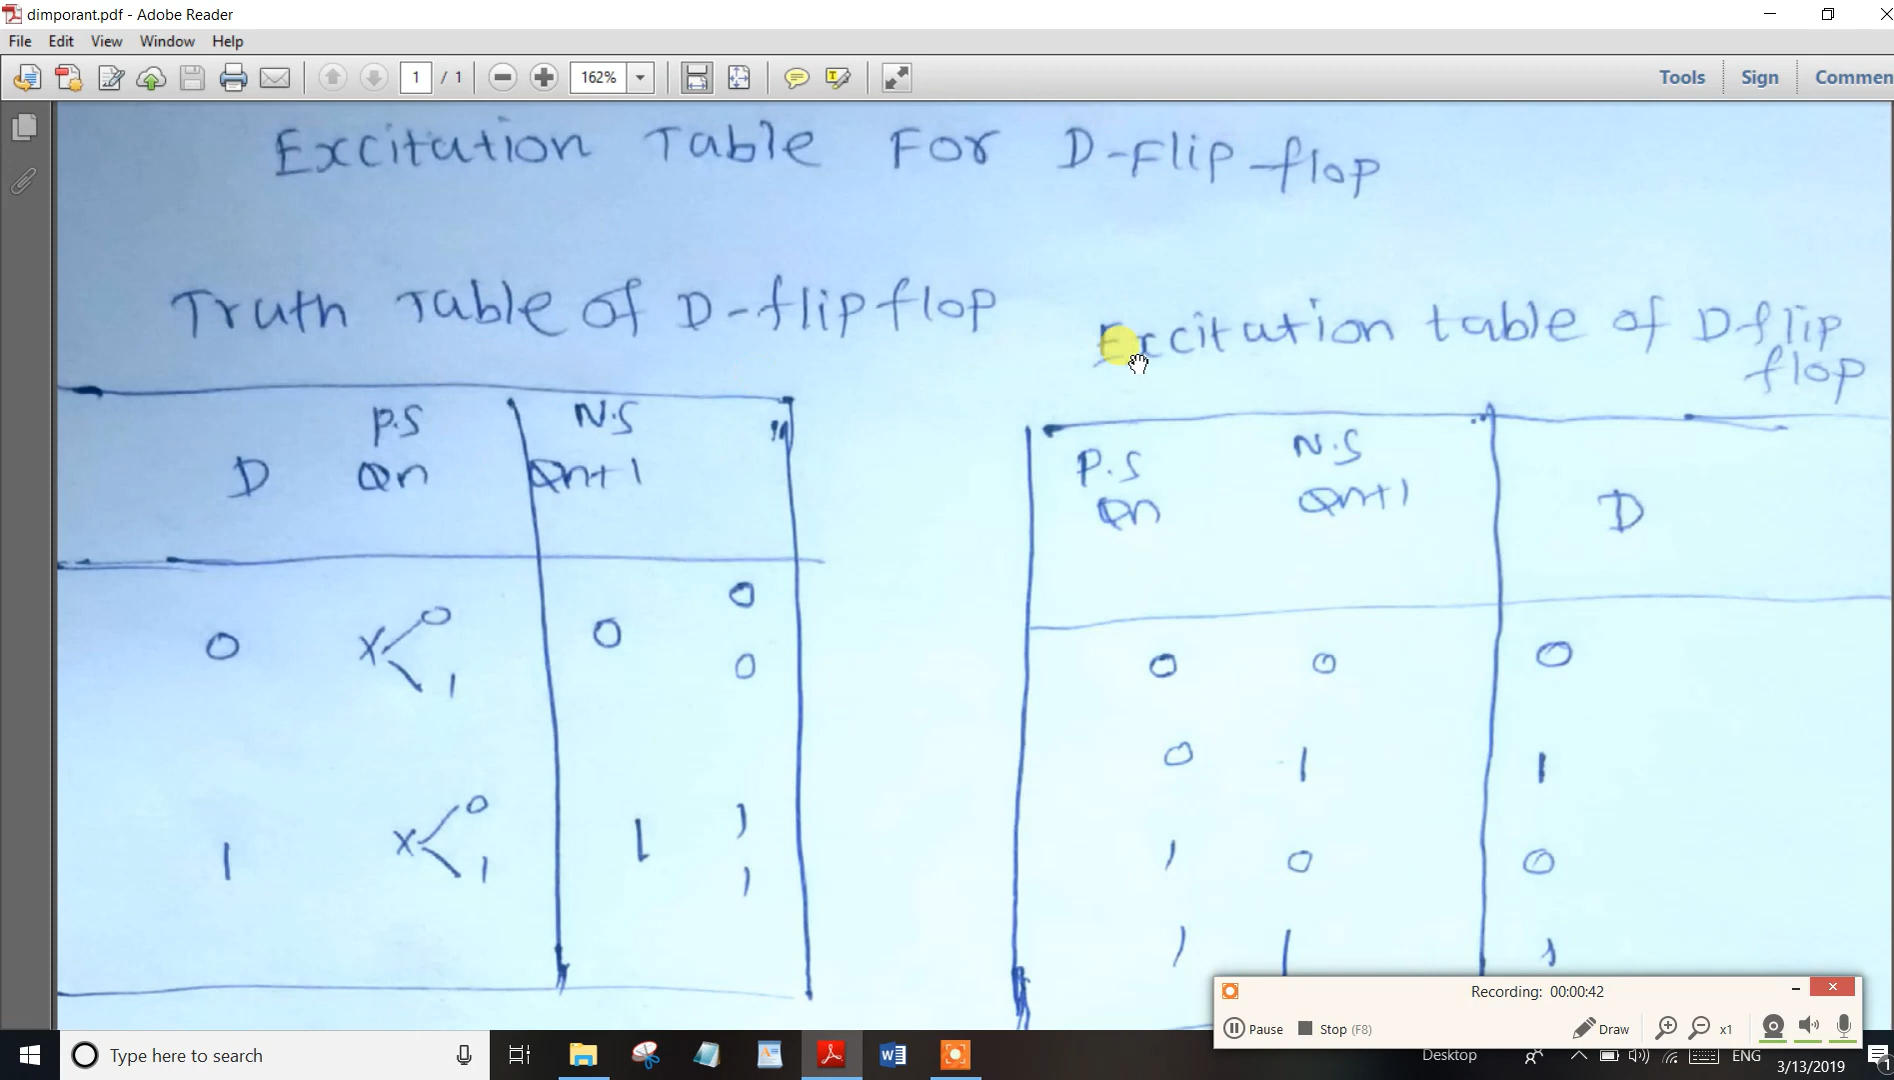 dimporant.pdf - Adobe Reader
File Edit View Window Help
1 / 1 162% Tools Sign Commen
Excitation Table For D-Flip-flop
Truth Table of D-flipflop
Excitation table of D flip
flop
P.S N.S
D Qn Qn+1
0 X 0 1 0 0 0
1 X 0 1 1 1 1
P.S N.S
Qn Qn+1 D
0 0 0
0 1 1
1 0 0
1 1 1
Recording: 00:00:42
Pause Stop (F8) Draw x1
Type here to search
Desktop ENG
3/13/2019
1